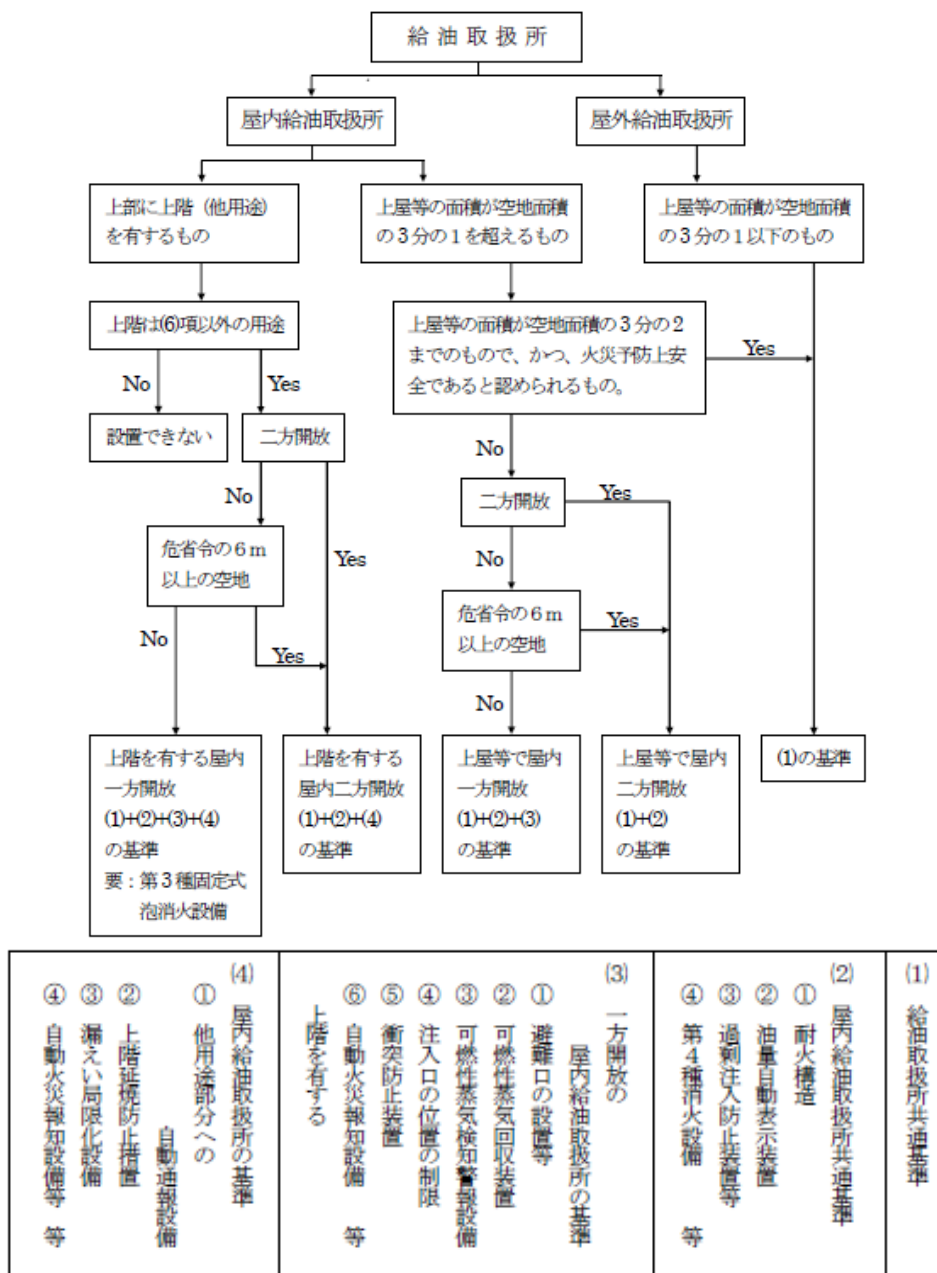 給油取扱所
屋内給油取扱所
屋外給油取扱所
上部に上階（他用途）
を有するもの
上屋等の面積が空地面積
の３分の１を超えるもの
上屋等の面積が空地面積
の３分の１以下のもの
上階は(6)項以外の用途
上屋等の面積が空地面積の３分の２
までのもので、かつ、火災予防上安
全であると認められるもの。
Yes
No
Yes
設置できない
二方開放
No
二方開放
Yes
No
Yes
No
危省令の６ｍ
以上の空地
危省令の６ｍ
以上の空地
Yes
No
Yes
No
上階を有する屋内
一方開放
(1)+(2)+(3)+(4)
の基準
要：第３種固定式
泡消火設備
上階を有する
屋内二方開放
(1)+(2)+(4)
の基準
上屋等で屋内
一方開放
(1)+(2)+(3)
の基準
上屋等で屋内
二方開放
(1)+(2)
の基準
(1)の基準
(1) 給油取扱所共通基準
(2) 屋内給油取扱所共通基準
① 耐火構造
② 油量自動表示装置
③ 過剰注入防止装置等
④ 第４種消火設備 等
(3) 一方開放の
屋内給油取扱所の基準
① 避難口の設置等
② 可燃性蒸気回収装置
③ 可燃性蒸気検知警報設備
④ 注入口の位置の制限
⑤ 衝突防止装置
⑥ 自動火災報知設備 等
上階を有する
(4) 屋内給油取扱所の基準
① 他用途部分への
自動通報設備
② 上階延焼防止措置
③ 漏えい局限化設備
④ 自動火災報知設備等 等